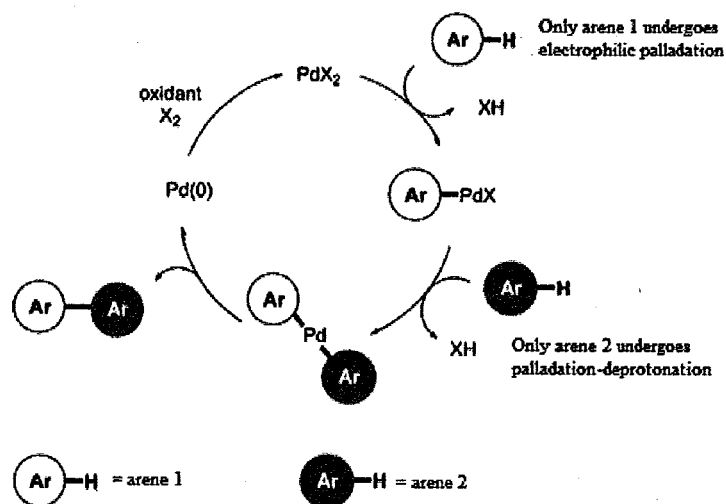 Ar–H
Only arene 1 undergoes
electrophilic palladation
PdX₂
oxidant
X₂
XH
Pd(0)
Ar–PdX
Ar–Ar
Ar
Pd
Ar
Ar–H
XH
Only arene 2 undergoes
palladation-deprotonation
Ar–H = arene 1
Ar–H = arene 2